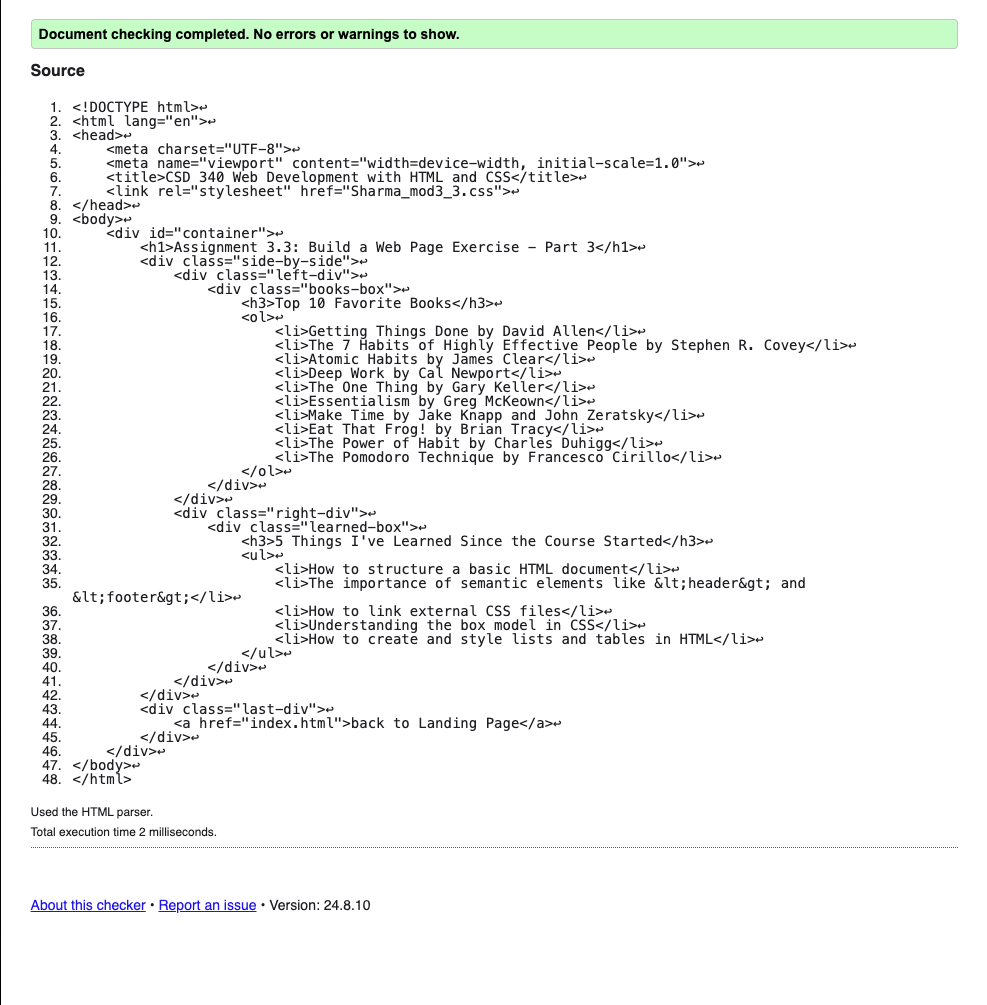 Document checking completed. No errors or warnings to show.
Source
1. <!DOCTYPE html>↩
2. <html lang="en">↩
3. <head>↩
4.     <meta charset="UTF-8">↩
5.     <meta name="viewport" content="width=device-width, initial-scale=1.0">↩
6.     <title>CSD 340 Web Development with HTML and CSS</title>↩
7.     <link rel="stylesheet" href="Sharma_mod3_3.css">↩
8. </head>↩
9. <body>↩
10.     <div id="container">↩
11.         <h1>Assignment 3.3: Build a Web Page Exercise – Part 3</h1>↩
12.         <div class="side-by-side">↩
13.             <div class="left-div">↩
14.                 <div class="books-box">↩
15.                     <h3>Top 10 Favorite Books</h3>↩
16.                     <ol>↩
17.                         <li>Getting Things Done by David Allen</li>↩
18.                         <li>The 7 Habits of Highly Effective People by Stephen R. Covey</li>↩
19.                         <li>Atomic Habits by James Clear</li>↩
20.                         <li>Deep Work by Cal Newport</li>↩
21.                         <li>The One Thing by Gary Keller</li>↩
22.                         <li>Essentialism by Greg McKeown</li>↩
23.                         <li>Make Time by Jake Knapp and John Zeratsky</li>↩
24.                         <li>Eat That Frog! by Brian Tracy</li>↩
25.                         <li>The Power of Habit by Charles Duhigg</li>↩
26.                         <li>The Pomodoro Technique by Francesco Cirillo</li>↩
27.                     </ol>↩
28.                 </div>↩
29.             </div>↩
30.             <div class="right-div">↩
31.                 <div class="learned-box">↩
32.                     <h3>5 Things I've Learned Since the Course Started</h3>↩
33.                     <ul>↩
34.                         <li>How to structure a basic HTML document</li>↩
35.                         <li>The importance of semantic elements like &lt;header&gt; and
&lt;footer&gt;</li>↩
36.                         <li>How to link external CSS files</li>↩
37.                         <li>Understanding the box model in CSS</li>↩
38.                         <li>How to create and style lists and tables in HTML</li>↩
39.                     </ul>↩
40.                 </div>↩
41.             </div>↩
42.         </div>↩
43.         <div class="last-div">↩
44.             <a href="index.html">back to Landing Page</a>↩
45.         </div>↩
46.     </div>↩
47. </body>↩
48. </html>
Used the HTML parser.
Total execution time 2 milliseconds.
About this checker • Report an issue • Version: 24.8.10